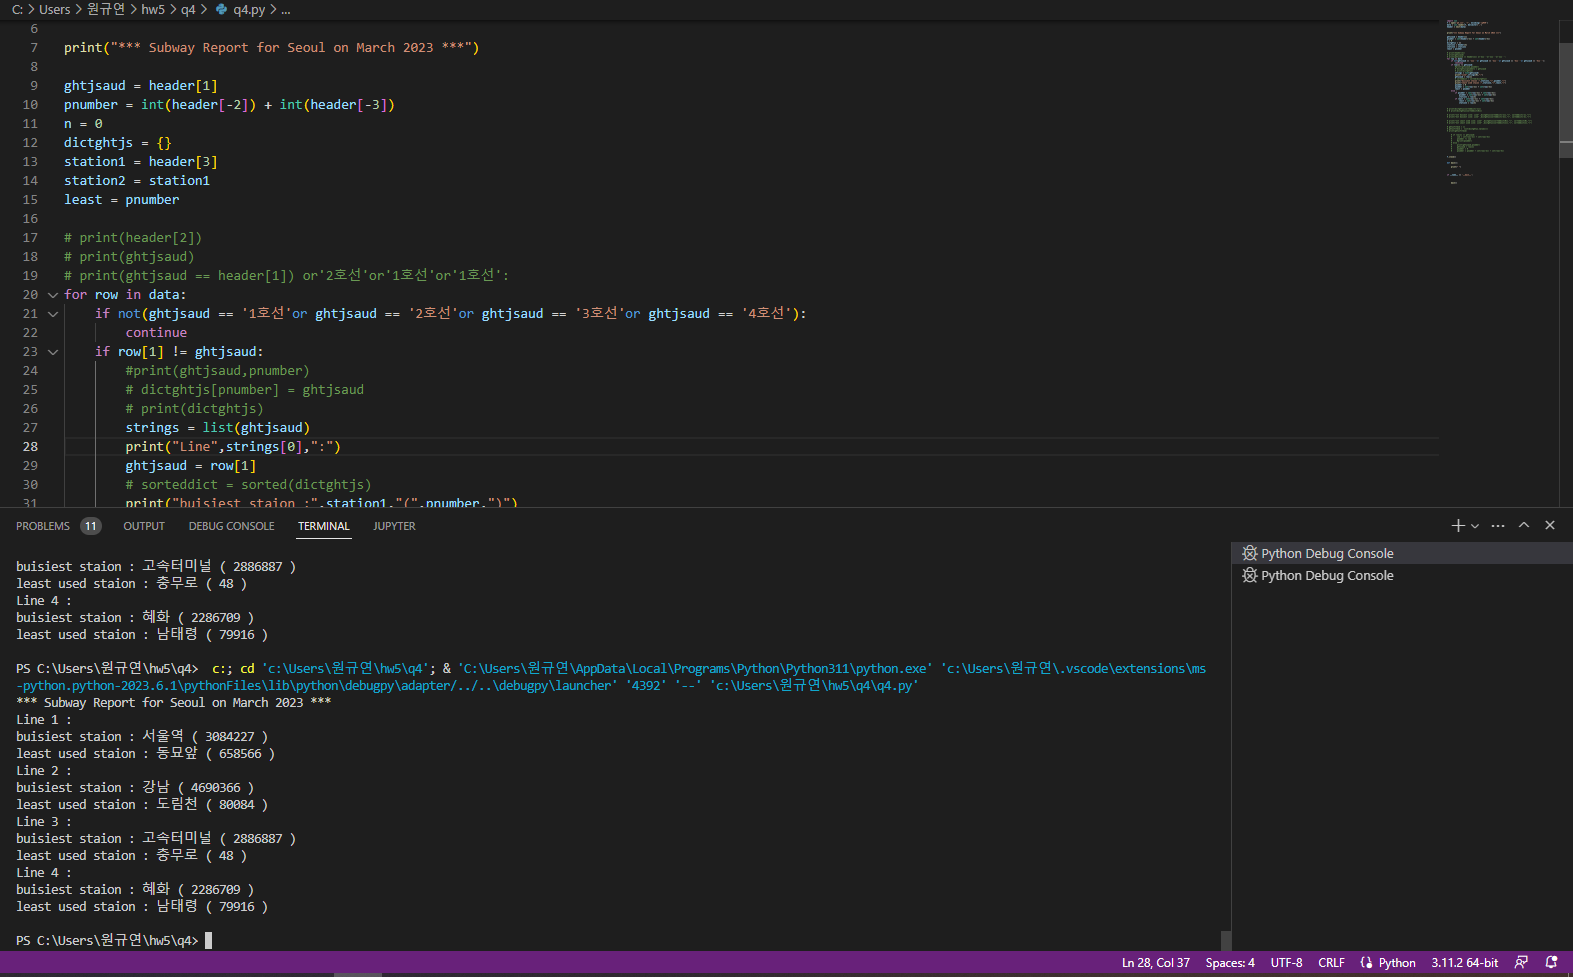 C: > Users > 원규연 > hw5 > q4 > q4.py > ...
6
7 print("*** Subway Report for Seoul on March 2023 ***")
8
9 ghtjsaud = header[1]
10 pnumber = int(header[-2]) + int(header[-3])
11 n = 0
12 dictghtjs = {}
13 station1 = header[3]
14 station2 = station1
15 least = pnumber
16
17 # print(header[2])
18 # print(ghtjsaud)
19 # print(ghtjsaud == header[1]) or'2호선'or'1호선'or'1호선':
20 for row in data:
21 if not(ghtjsaud == '1호선'or ghtjsaud == '2호선'or ghtjsaud == '3호선'or ghtjsaud == '4호선'):
22 continue
23 if row[1] != ghtjsaud:
24 #print(ghtjsaud,pnumber)
25 # dictghtjs[pnumber] = ghtjsaud
26 # print(dictghtjs)
27 strings = list(ghtjsaud)
28 print("Line",strings[0],":")
29 ghtjsaud = row[1]
30 # sorteddict = sorted(dictghtjs)
31 print("buisiest staion :",station1,"(",pnumber,")")
PROBLEMS 11 OUTPUT DEBUG CONSOLE TERMINAL JUPYTER
Python Debug Console
Python Debug Console
buisiest staion : 고속터미널 ( 2886887 )
least used staion : 충무로 ( 48 )
Line 4 :
buisiest staion : 혜화 ( 2286709 )
least used staion : 남태령 ( 79916 )
PS C:\Users\원규연\hw5\q4> c:; cd 'c:\Users\원규연\hw5\q4'; & 'C:\Users\원규연\AppData\Local\Programs\Python\Python311\python.exe' 'c:\Users\원규연\.vscode\extensions\ms
-python.python-2023.6.1\pythonFiles\lib\python\debugpy\adapter/../..\debugpy\launcher' '4392' '--' 'c:\Users\원규연\hw5\q4\q4.py'
*** Subway Report for Seoul on March 2023 ***
Line 1 :
buisiest staion : 서울역 ( 3084227 )
least used staion : 동묘앞 ( 658566 )
Line 2 :
buisiest staion : 강남 ( 4690366 )
least used staion : 도림천 ( 80084 )
Line 3 :
buisiest staion : 고속터미널 ( 2886887 )
least used staion : 충무로 ( 48 )
Line 4 :
buisiest staion : 혜화 ( 2286709 )
least used staion : 남태령 ( 79916 )
PS C:\Users\원규연\hw5\q4>
Ln 28, Col 37 Spaces: 4 UTF-8 CRLF Python 3.11.2 64-bit